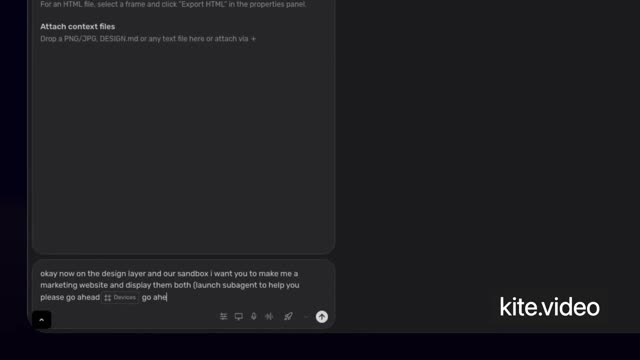 For an HTML file, select a frame and click "Export HTML" in the properties panel.
Attach context files
Drop a PNG/JPG, DESIGN.md or any text file here or attach via +
okay now on the design layer and our sandbox i want you to make me a
marketing website and display them both (launch subagent to help you
please go ahead Devices go ahe
kite.video